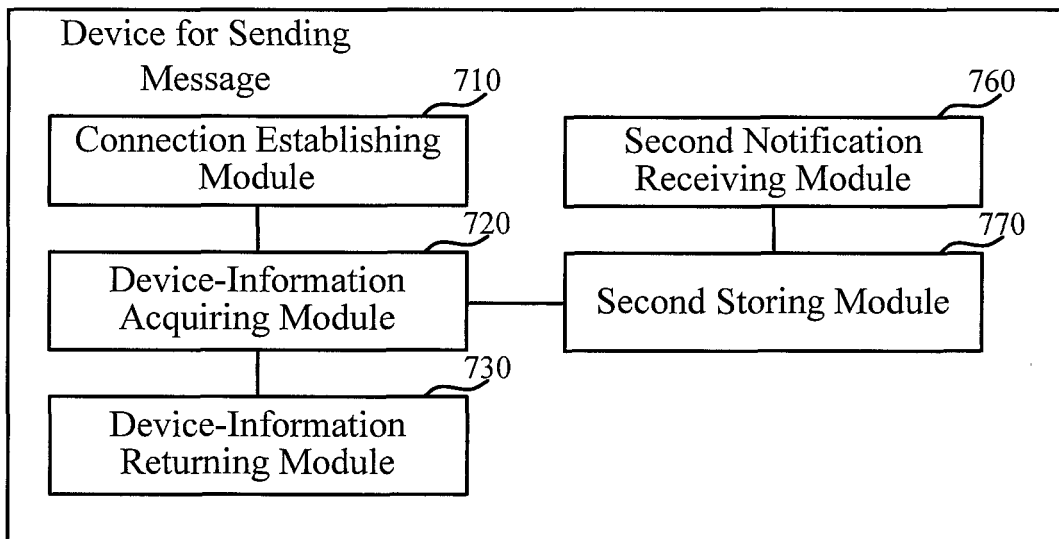 Device for Sending
Message
710
Connection Establishing
Module
760
Second Notification
Receiving Module
720
Device-Information
Acquiring Module
770
Second Storing Module
730
Device-Information
Returning Module